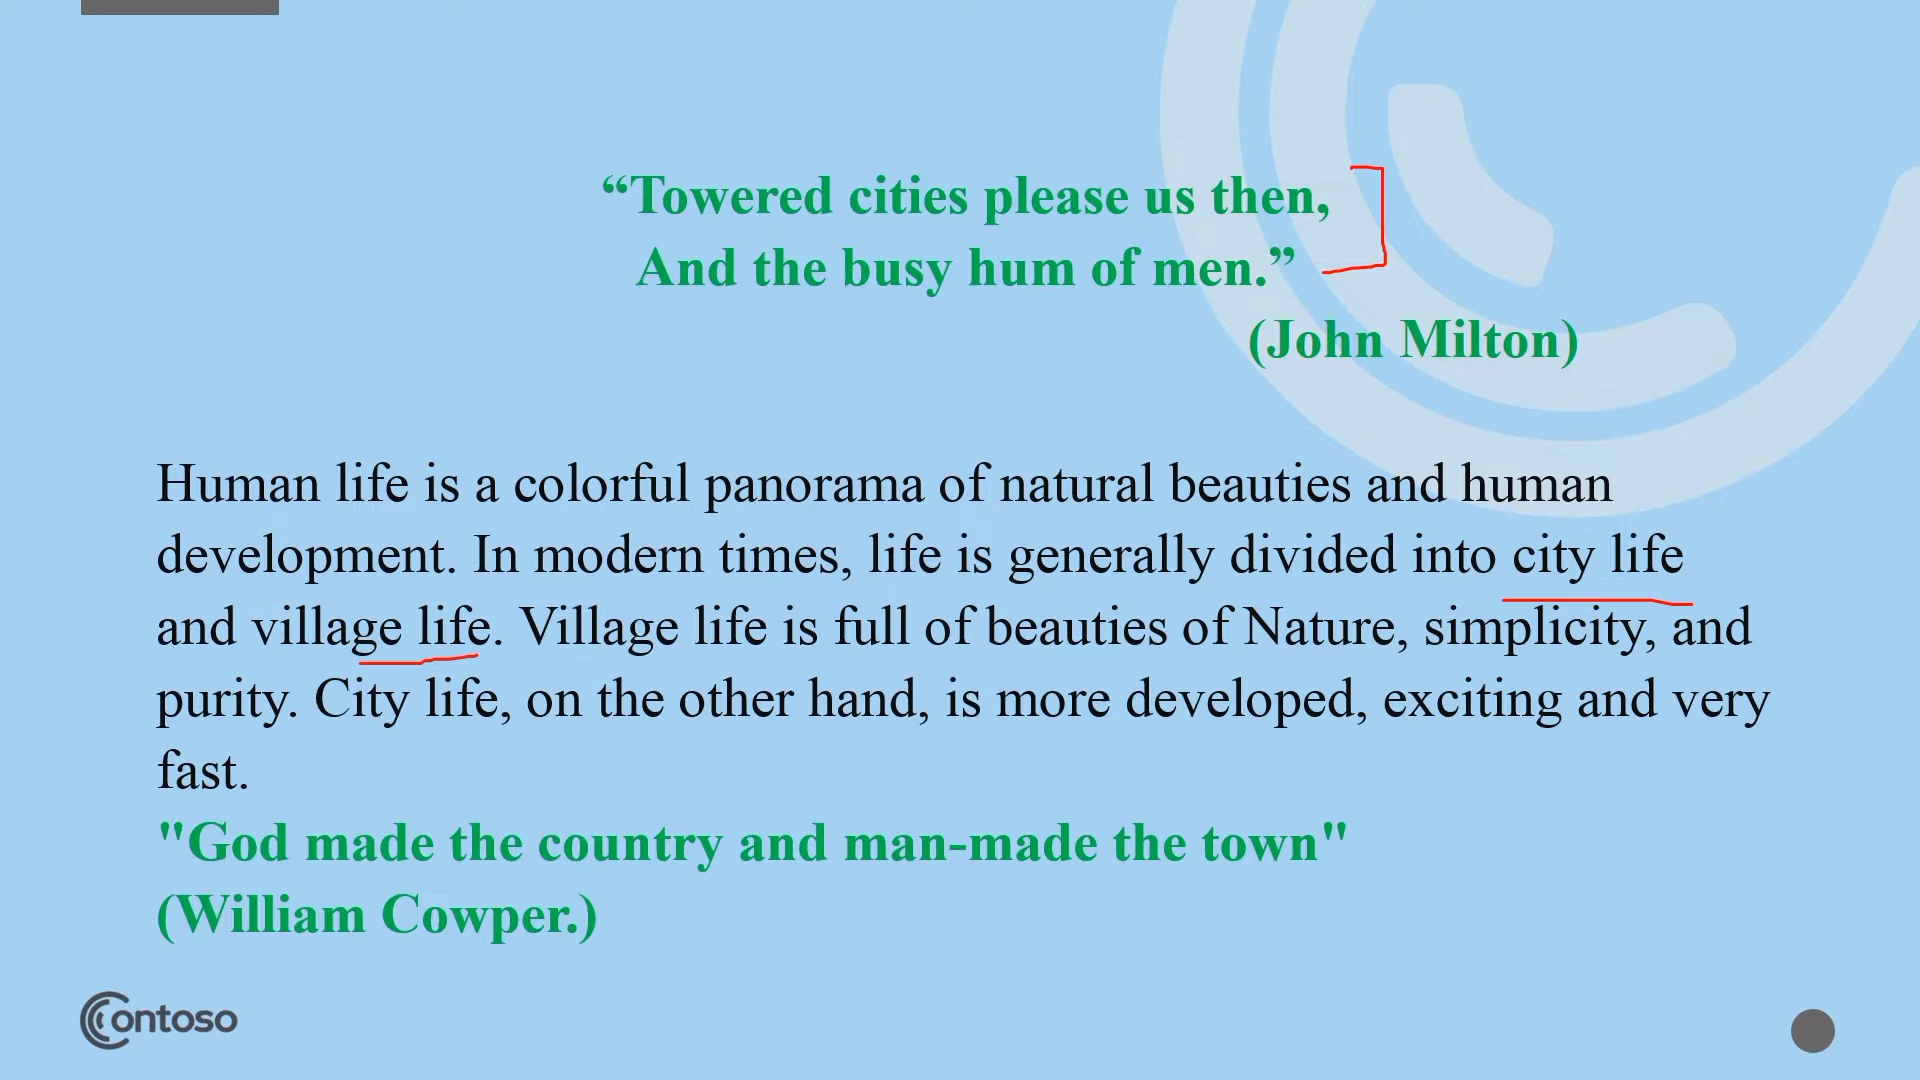 “Towered cities please us then,
And the busy hum of men.”
(John Milton)
Human life is a colorful panorama of natural beauties and human
development. In modern times, life is generally divided into city life
and village life. Village life is full of beauties of Nature, simplicity, and
purity. City life, on the other hand, is more developed, exciting and very
fast.
"God made the country and man-made the town"
(William Cowper.)
Contoso